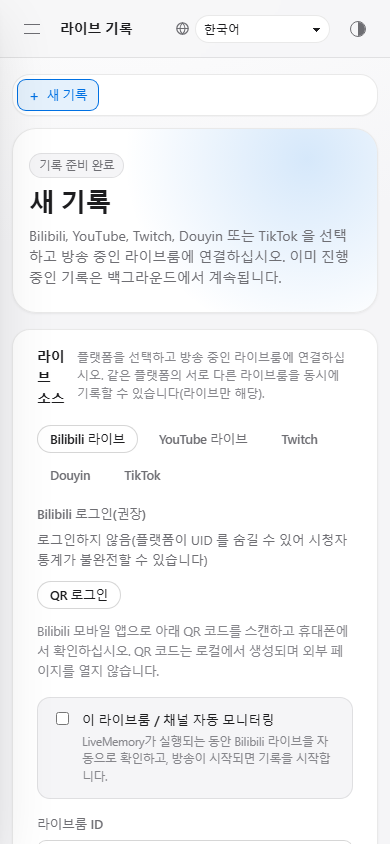 라이브 기록
한국어
+ 새 기록
기록 준비 완료
새 기록
Bilibili, YouTube, Twitch, Douyin 또는 TikTok 을 선택
하고 방송 중인 라이브룸에 연결하십시오. 이미 진행
중인 기록은 백그라운드에서 계속됩니다.
라이
브
소스
플랫폼을 선택하고 방송 중인 라이브룸에 연결하십
시오. 같은 플랫폼의 서로 다른 라이브룸을 동시에
기록할 수 있습니다(라이브만 해당).
Bilibili 라이브
YouTube 라이브
Twitch
Douyin
TikTok
Bilibili 로그인(권장)
로그인하지 않음(플랫폼이 UID 를 숨길 수 있어 시청자
통계가 불완전할 수 있습니다)
QR 로그인
Bilibili 모바일 앱으로 아래 QR 코드를 스캔하고 휴대폰에
서 확인하십시오. QR 코드는 로컬에서 생성되며 외부 페
이지를 열지 않습니다.
이 라이브룸 / 채널 자동 모니터링
LiveMemory가 실행되는 동안 Bilibili 라이브을 자
동으로 확인하고, 방송이 시작되면 기록을 시작합
니다.
라이브룸 ID